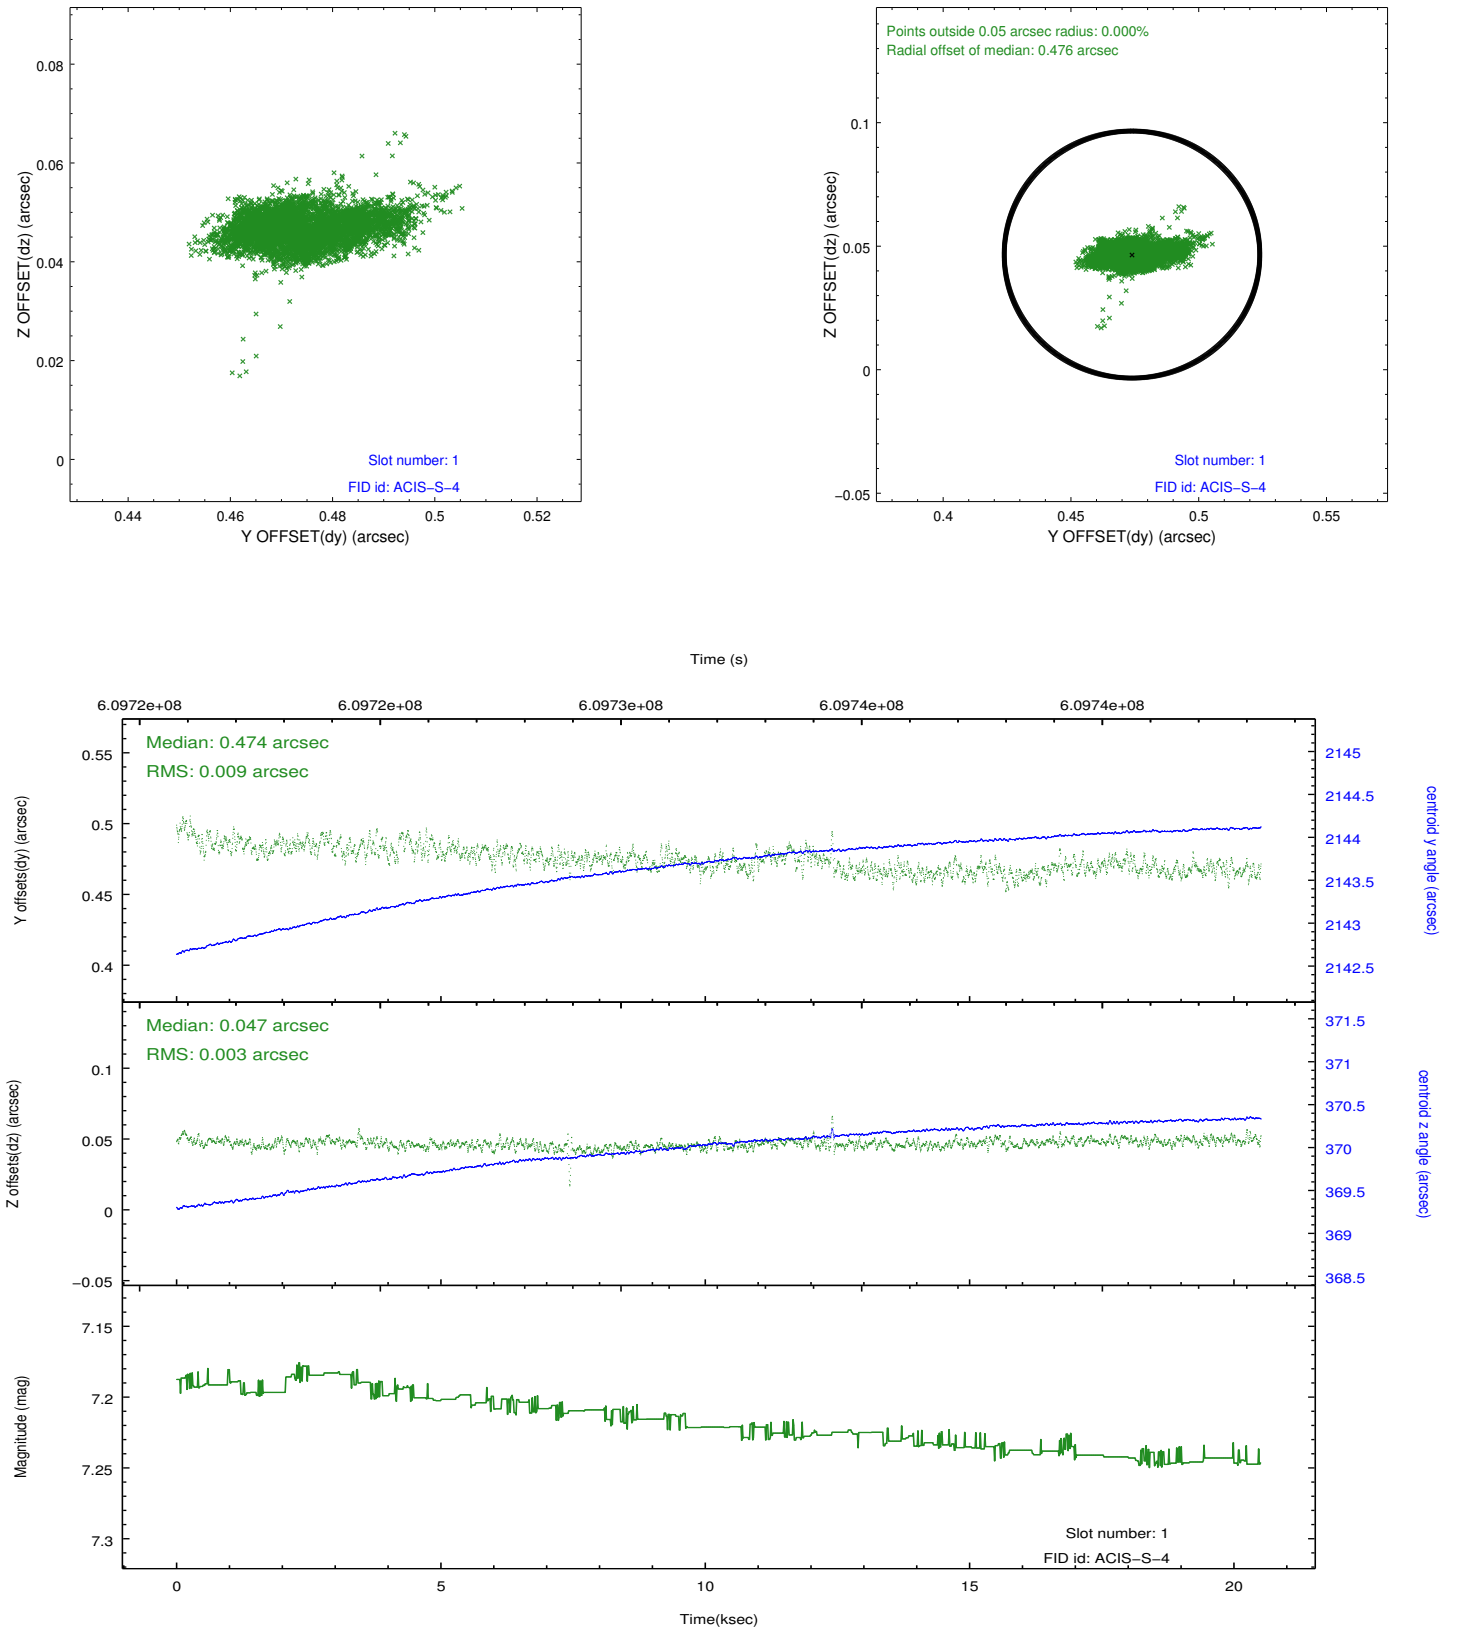 0.08
0.06
0.04
0.02
0
Z OFFSET(dz) (arcsec)
Slot number: 1
FID id: ACIS−S−4
0.44 0.46 0.48 0.5 0.52
Y OFFSET(dy) (arcsec)
Points outside 0.05 arcsec radius: 0.000%
Radial offset of median: 0.476 arcsec
0.1
0.05
0
−0.05
Z OFFSET(dz) (arcsec)
Slot number: 1
FID id: ACIS−S−4
0.4 0.45 0.5 0.55
Y OFFSET(dy) (arcsec)
Time (s)
6.0972e+08 6.0972e+08 6.0973e+08 6.0974e+08 6.0974e+08
Median: 0.474 arcsec
RMS: 0.009 arcsec
0.55
0.5
0.45
0.4
Y offsets(dy) (arcsec)
2145
2144.5
2144
2143.5
2143
2142.5
centroid y angle (arcsec)
Median: 0.047 arcsec
RMS: 0.003 arcsec
0.1
0.05
0
−0.05
Z offsets(dz) (arcsec)
371.5
371
370.5
370
369.5
369
368.5
centroid z angle (arcsec)
7.15
7.2
7.25
7.3
Magnitude (mag)
Slot number: 1
FID id: ACIS−S−4
0 5 10 15 20
Time(ksec)